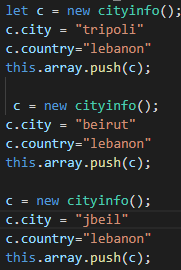 let c = new cityinfo();
c.city = "tripoli"
c.country="lebanon"
this.array.push(c);
c = new cityinfo();
c.city = "beirut"
c.country="lebanon"
this.array.push(c);
c = new cityinfo();
c.city = "jbeil"
c.country="lebanon"
this.array.push(c);